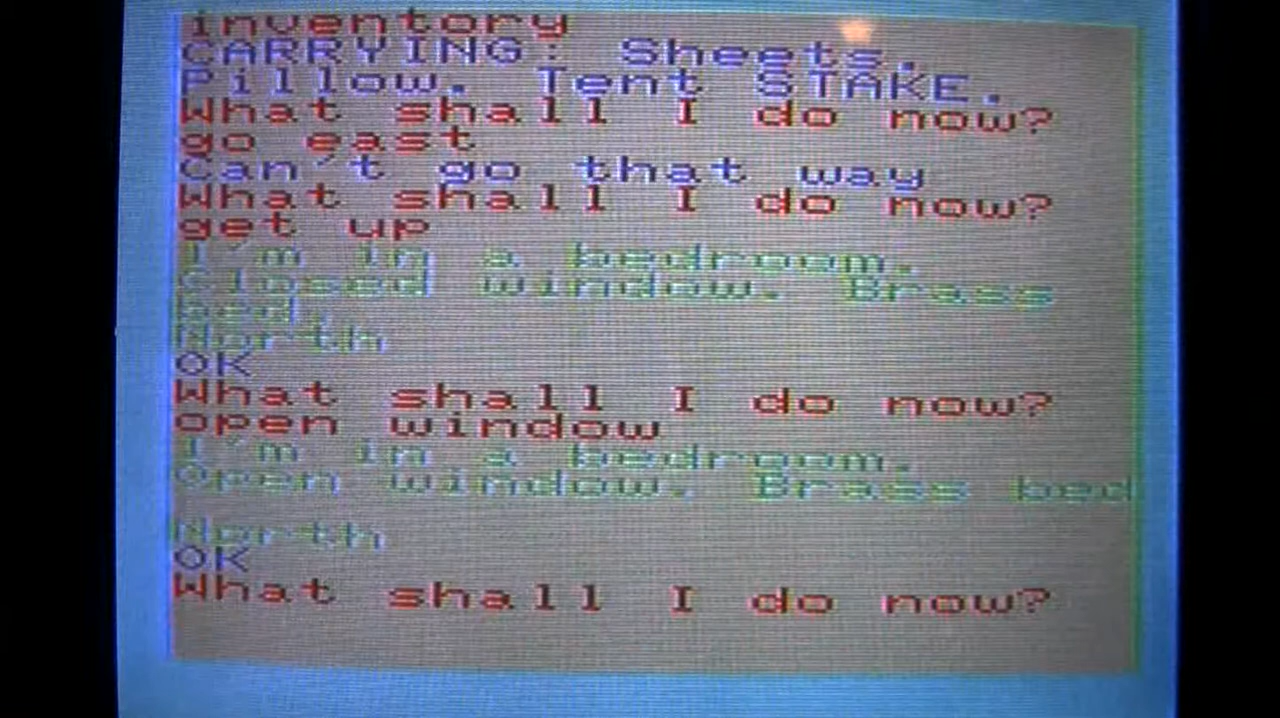 inventory
CARRYING: Sheets.
Pillow. Tent STAKE.
What shall I do now?
go east
Can't go that way
What shall I do now?
get up
I'm in a bedroom.
Closed window. Brass
bed.
North
OK
What shall I do now?
open window
I'm in a bedroom.
Open window. Brass bed
North
OK
What shall I do now?